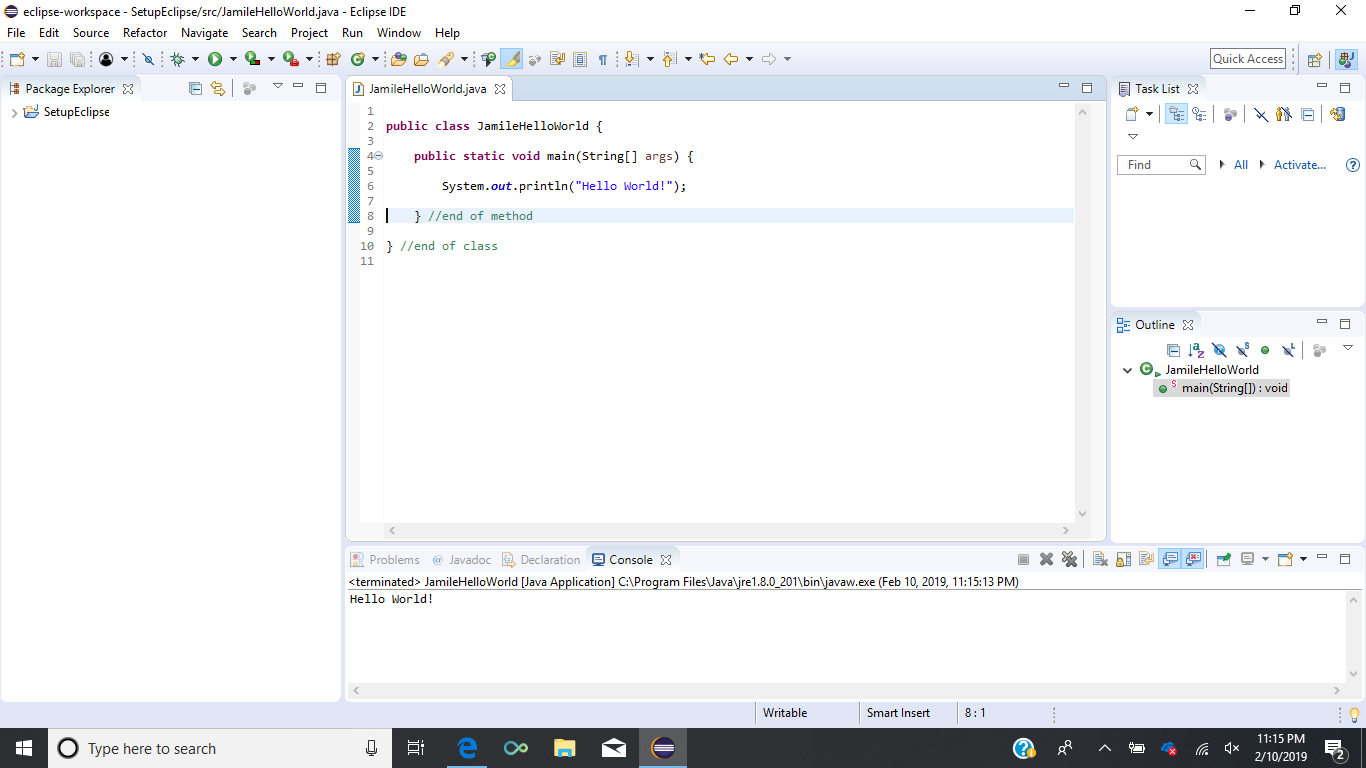 eclipse-workspace - SetupEclipse/src/JamileHelloWorld.java - Eclipse IDE
File Edit Source Refactor Navigate Search Project Run Window Help
Quick Access
Package Explorer
SetupEclipse
JamileHelloWorld.java
1
2 public class JamileHelloWorld {
3
4 public static void main(String[] args) {
5
6 System.out.println("Hello World!");
7
8 } //end of method
9
10 } //end of class
11
Task List
Find All Activate...
Outline
JamileHelloWorld
main(String[]) : void
Problems Javadoc Declaration Console
<terminated> JamileHelloWorld [Java Application] C:\Program Files\Java\jre1.8.0_201\bin\javaw.exe (Feb 10, 2019, 11:15:13 PM)
Hello World!
Writable Smart Insert 8 : 1
Type here to search
11:15 PM
2/10/2019
2